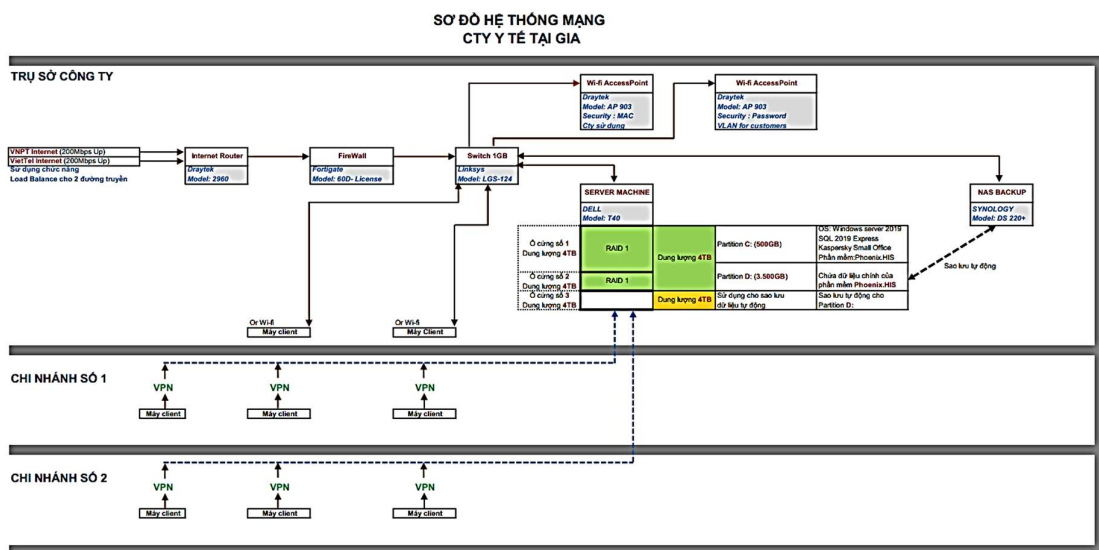 SƠ ĐỒ HỆ THỐNG MẠNG
CTY Y TẾ TẠI GIA
TRỤ SỞ CÔNG TY
Wi-fi AccessPoint
Draytek
Model: AP 903
Security : MAC
Cty sử dụng
Wi-fi AccessPoint
Draytek
Model: AP 903
Security : Password
VLAN for customers
VNPT Internet (200Mbps Up)
VietTel Internet (200Mbps Up)
Sử dụng chức năng
Load Balance cho 2 đường truyền
Internet Router
Draytek
Model: 2960
FireWall
Fortigate
Model: 60D- License
Switch 1GB
Linksys
Model: LGS-124
SERVER MACHINE
DELL
Model: T40
NAS BACKUP
SYNOLOGY
Model: DS 220+
Ổ cứng số 1
Dung lượng 4TB
RAID 1
Dung lượng 4TB
Partition C: (500GB)
OS: Windows server 2019
SQL 2019 Express
Kaspersky Small Office
Phần mềm:Phoenix.HIS
Ổ cứng số 2
Dung lượng 4TB
RAID 1
Partition D: (3.500GB)
Chứa dữ liệu chính của
phần mềm Phoenix.HIS
Ổ cứng số 3
Dung lượng 4TB
Dung lượng 4TB
Sử dụng cho sao lưu
dữ liệu tự động
Sao lưu tự động cho
Partition D:
Sao lưu tự động
Or Wi-fi
Máy client
Or Wi-fi
Máy Client
CHI NHÁNH SỐ 1
VPN
VPN
VPN
Máy client
Máy client
Máy client
CHI NHÁNH SỐ 2
VPN
VPN
VPN
Máy client
Máy client
Máy client